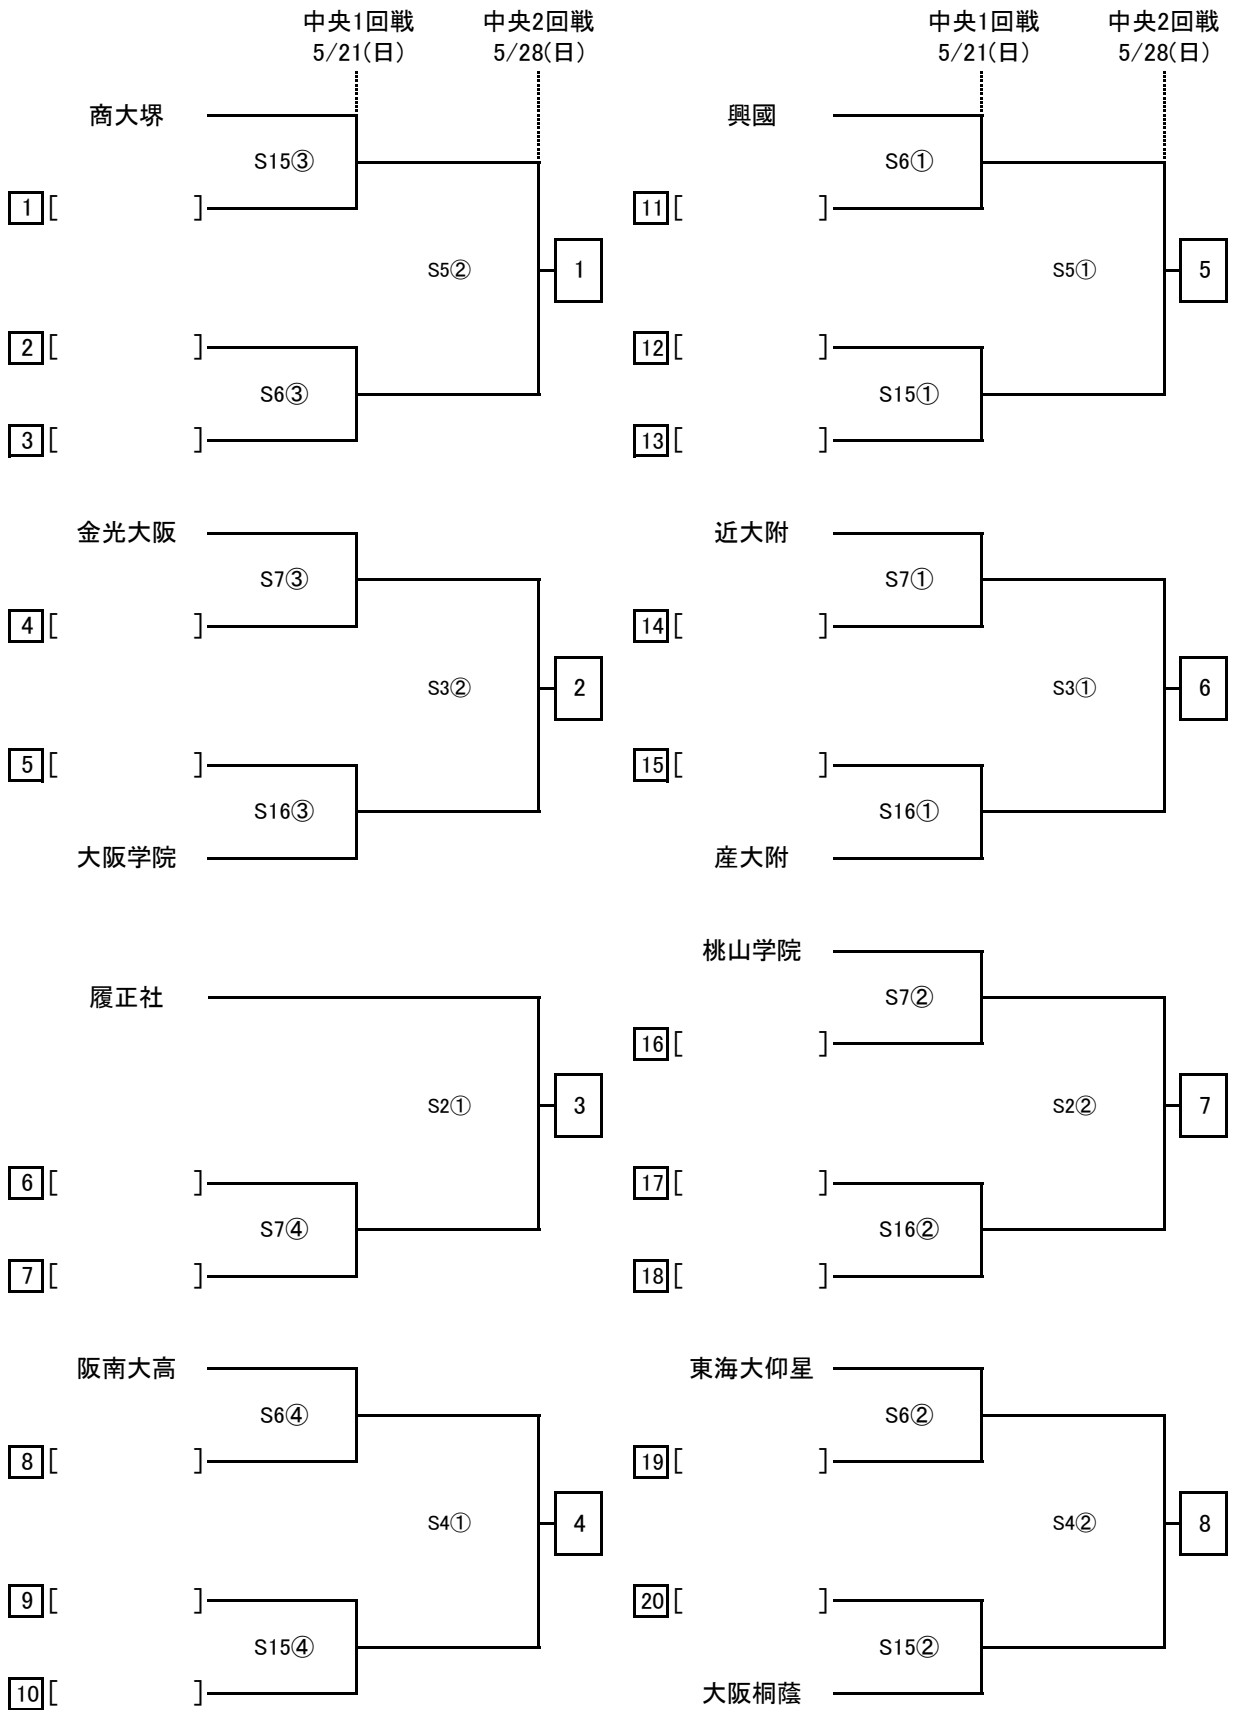 中央1回戦 中央2回戦
5/21(日) 5/28(日)
商大堺
S15③
1 [ ]
S5②
1
2 [ ]
S6③
3 [ ]
金光大阪
S7③
4 [ ]
S3②
2
5 [ ]
S16③
大阪学院
履正社
S2①
3
6 [ ]
S7④
7 [ ]
阪南大高
S6④
8 [ ]
S4①
4
9 [ ]
S15④
10 [ ]
中央1回戦 中央2回戦
5/21(日) 5/28(日)
興國
S6①
11 [ ]
S5①
5
12 [ ]
S15①
13 [ ]
近大附
S7①
14 [ ]
S3①
6
15 [ ]
S16①
産大附
桃山学院
S7②
16 [ ]
S2②
7
17 [ ]
S16②
18 [ ]
東海大仰星
S6②
19 [ ]
S4②
8
20 [ ]
S15②
大阪桐蔭